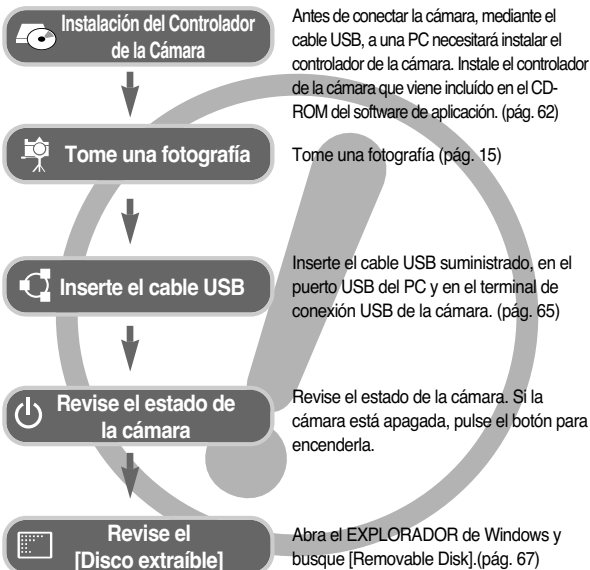 Instalación del Controlador
de la Cámara
Antes de conectar la cámara, mediante el
cable USB, a una PC necesitará instalar el
controlador de la cámara. Instale el controlador
de la cámara que viene incluído en el CD-
ROM del software de aplicación. (pág. 62)
Tome una fotografía
Tome una fotografía (pág. 15)
Inserte el cable USB
Inserte el cable USB suministrado, en el
puerto USB del PC y en el terminal de
conexión USB de la cámara. (pág. 65)
Revise el estado de
la cámara
Revise el estado de la cámara. Si la
cámara está apagada, pulse el botón para
encenderla.
Revise el
[Disco extraíble]
Abra el EXPLORADOR de Windows y
busque [Removable Disk].(pág. 67)